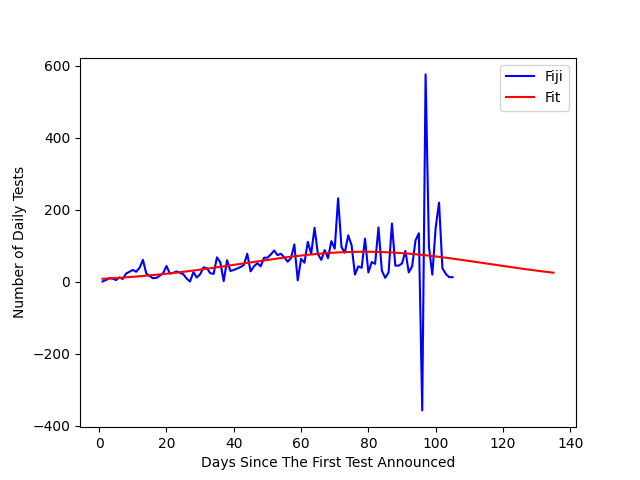 Fiji
Fit
600
400
200
0
−200
−400
0 20 40 60 80 100 120 140
Number of Daily Tests
Days Since The First Test Announced